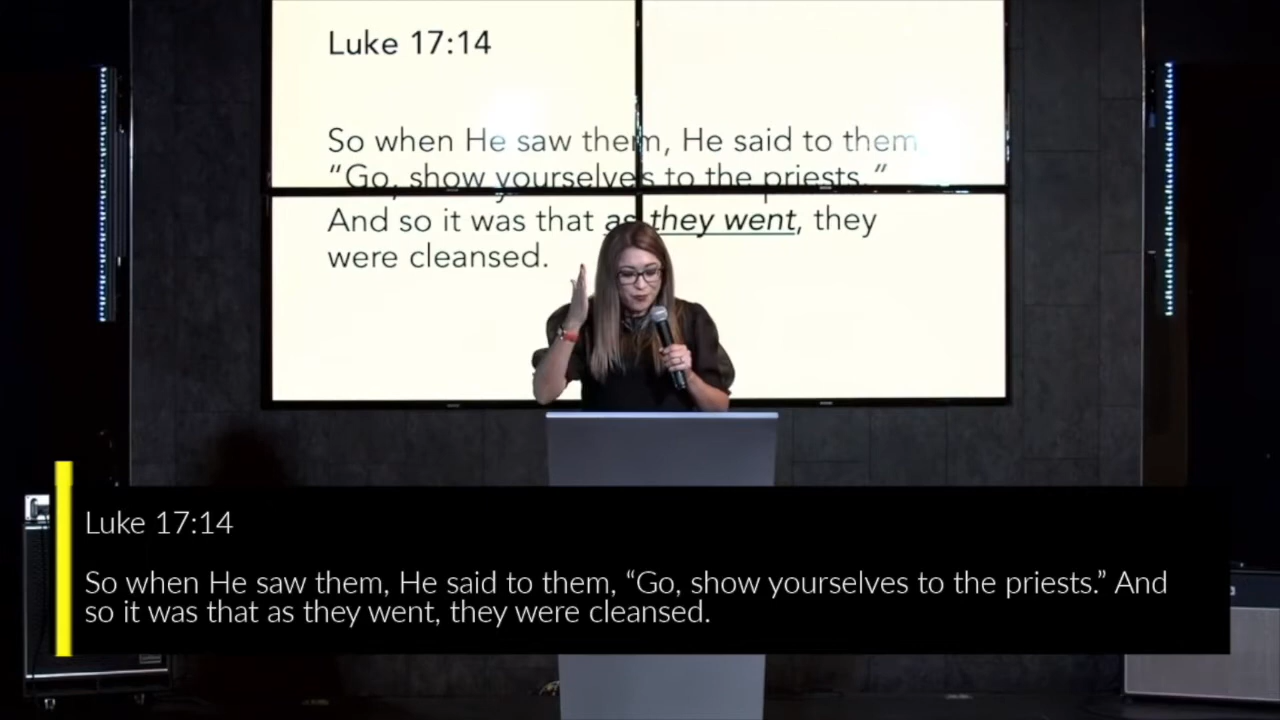 Luke 17:14
So when He saw them, He said to them,
“Go, show yourselves to the priests.”
And so it was that as they went, they
were cleansed.
Luke 17:14
So when He saw them, He said to them, “Go, show yourselves to the priests.” And
so it was that as they went, they were cleansed.